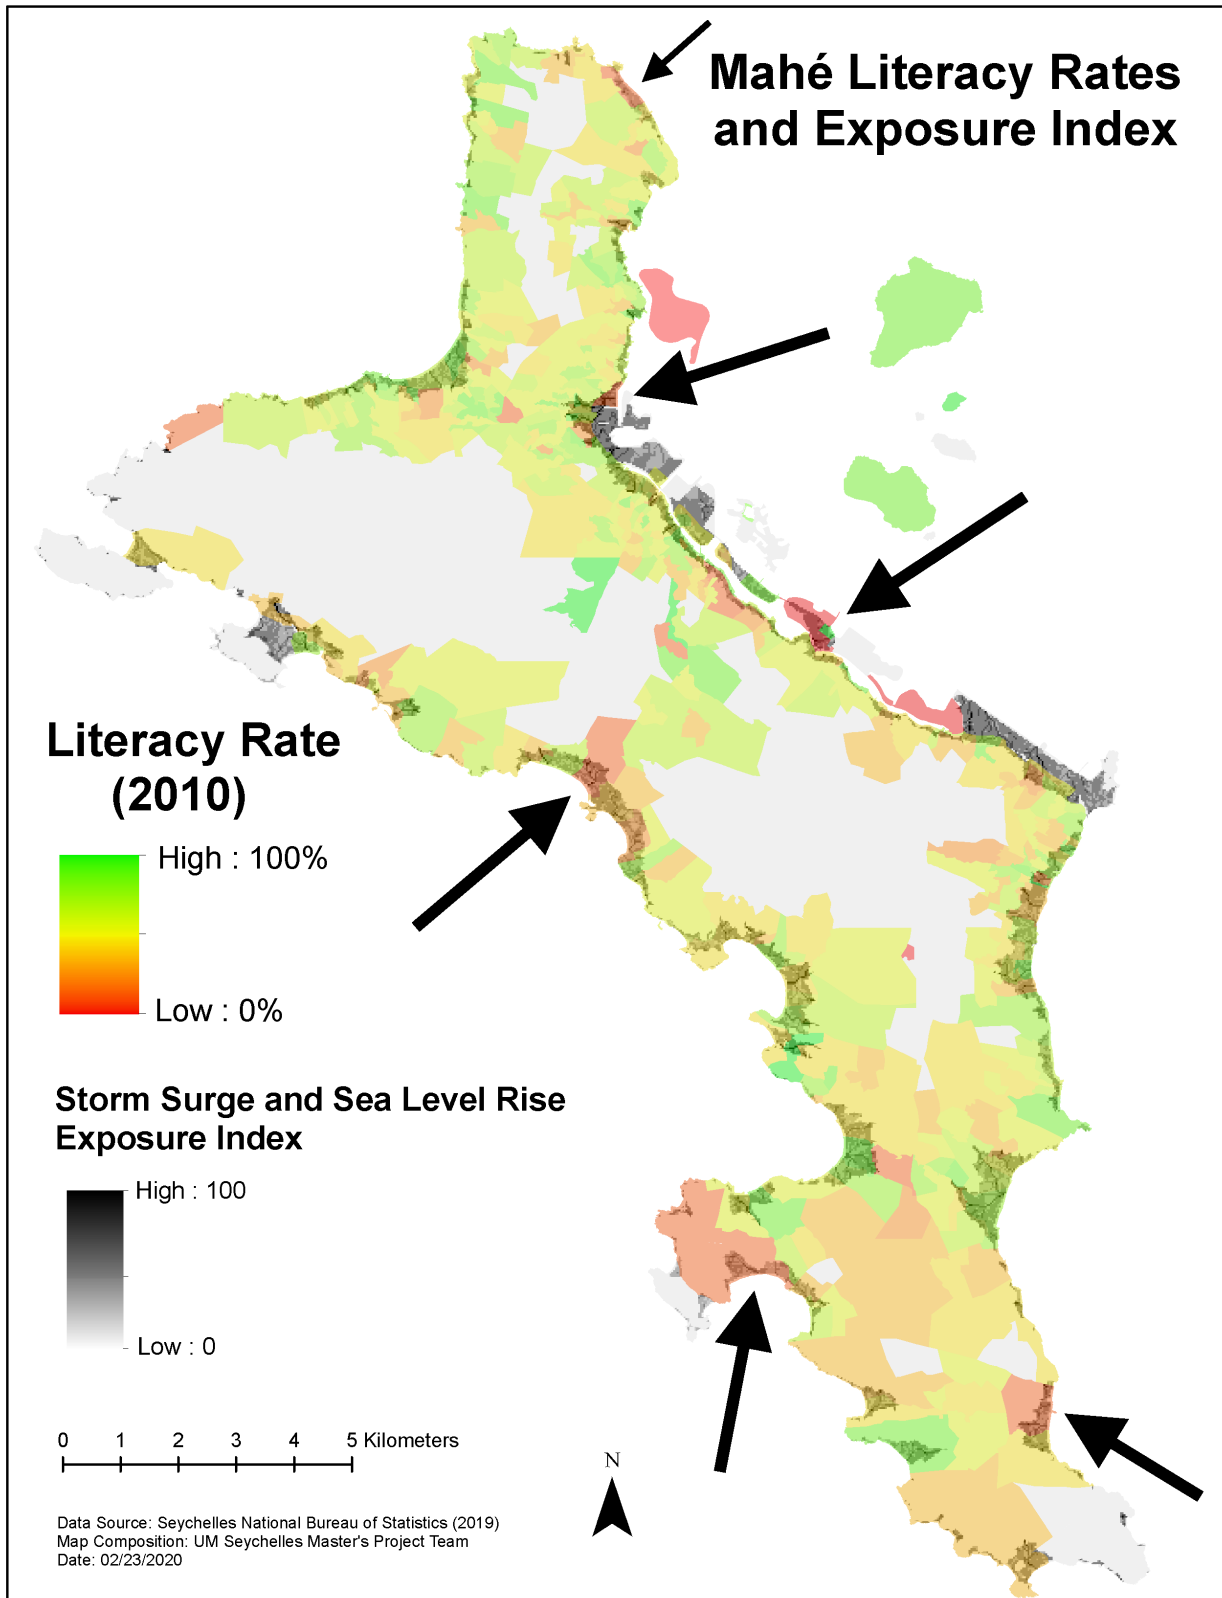 Mahé Literacy Rates
and Exposure Index
Literacy Rate
(2010)
High : 100%
Low : 0%
Storm Surge and Sea Level Rise
Exposure Index
High : 100
Low : 0
0 1 2 3 4 5 Kilometers
N
Data Source: Seychelles National Bureau of Statistics (2019)
Map Composition: UM Seychelles Master's Project Team
Date: 02/23/2020